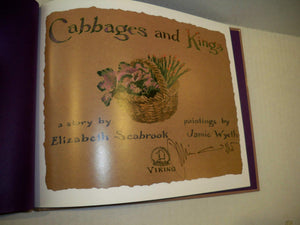 Cabbages and Kings
a story by
Elizabeth Seabrook
paintings by
Jamie Wyeth
VIKING